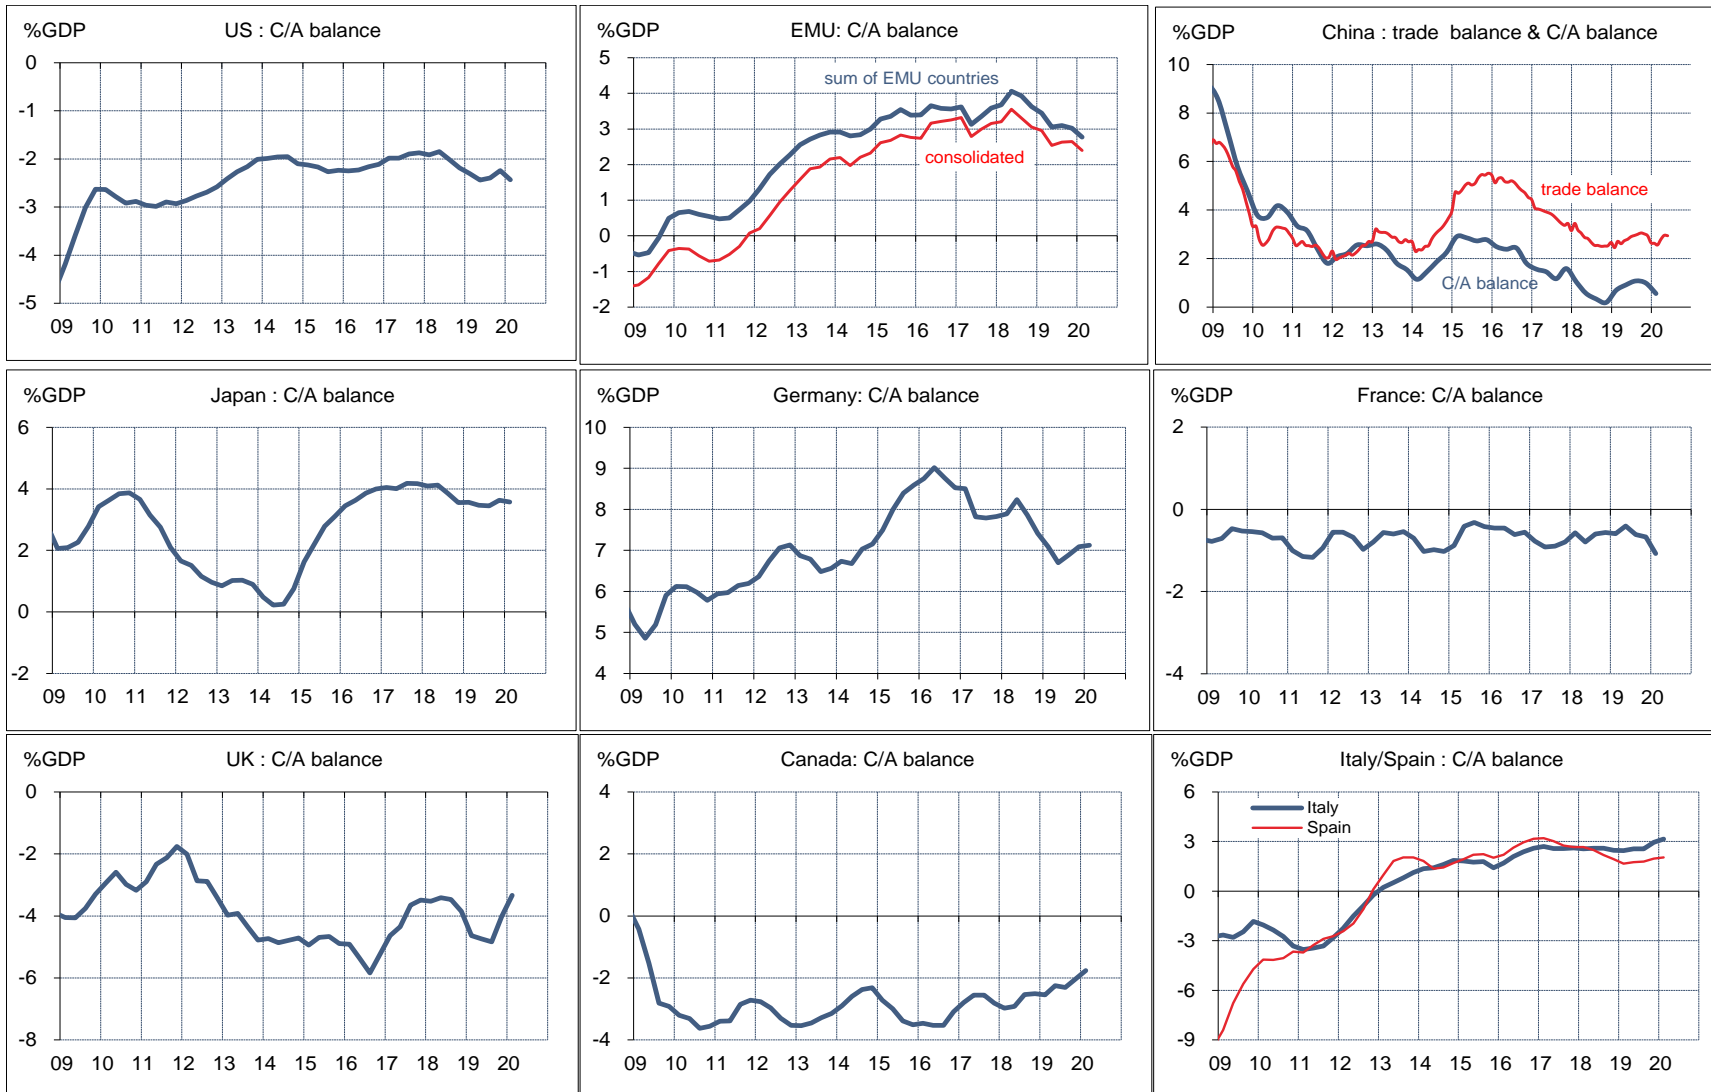 %GDP
US : C/A balance
0
-1
-2
-3
-4
-5
09 10 11 12 13 14 15 16 17 18 19 20
%GDP
EMU: C/A balance
5
4
3
2
1
0
-1
-2
sum of EMU countries
consolidated
09 10 11 12 13 14 15 16 17 18 19 20
%GDP
China : trade  balance & C/A balance
10
8
6
4
2
0
trade balance
C/A balance
09 10 11 12 13 14 15 16 17 18 19 20
%GDP
Japan : C/A balance
6
4
2
0
-2
09 10 11 12 13 14 15 16 17 18 19 20
%GDP
Germany: C/A balance
10
9
8
7
6
5
4
09 10 11 12 13 14 15 16 17 18 19 20
%GDP
France: C/A balance
2
0
-2
-4
09 10 11 12 13 14 15 16 17 18 19 20
%GDP
UK : C/A balance
0
-2
-4
-6
-8
09 10 11 12 13 14 15 16 17 18 19 20
%GDP
Canada: C/A balance
4
2
0
-2
-4
09 10 11 12 13 14 15 16 17 18 19 20
%GDP
Italy/Spain : C/A balance
6
3
0
-3
-6
-9
Italy
Spain
09 10 11 12 13 14 15 16 17 18 19 20